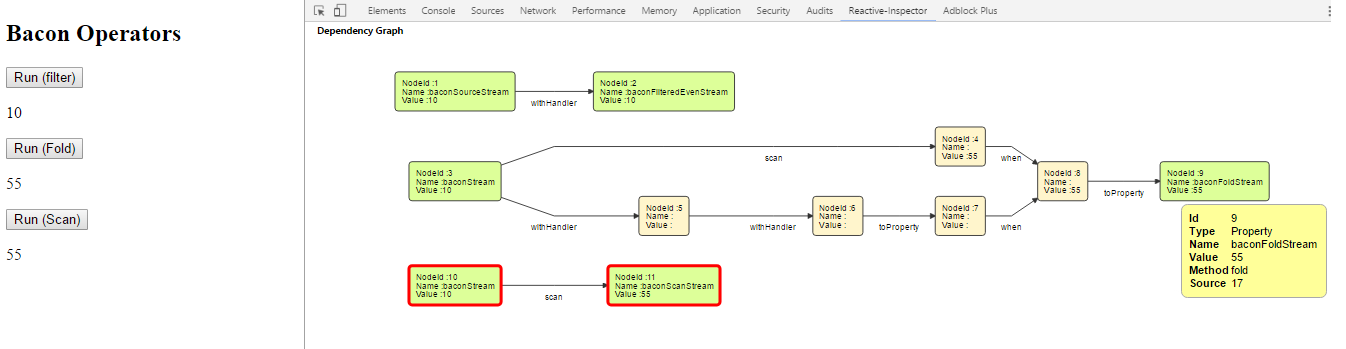 Bacon Operators
Run (filter)
10
Run (Fold)
55
Run (Scan)
55
Elements Console Sources Network Performance Memory Application Security Audits Reactive-Inspector Adblock Plus
Dependency Graph
NodeId :1
Name :baconSourceStream
Value :10
withHandler
NodeId :2
Name :baconFilteredEvenStream
Value :10
NodeId :3
Name :baconStream
Value :10
scan
NodeId :4
Name :
Value :55
when
withHandler
NodeId :5
Name :
Value :
withHandler
NodeId :6
Name :
Value :
toProperty
NodeId :7
Name :
Value :
when
NodeId :8
Name :
Value :55
toProperty
NodeId :9
Name :baconFoldStream
Value :55
Id 9
Type Property
Name baconFoldStream
Value 55
Method fold
Source 17
NodeId :10
Name :baconStream
Value :10
scan
NodeId :11
Name :baconScanStream
Value :55